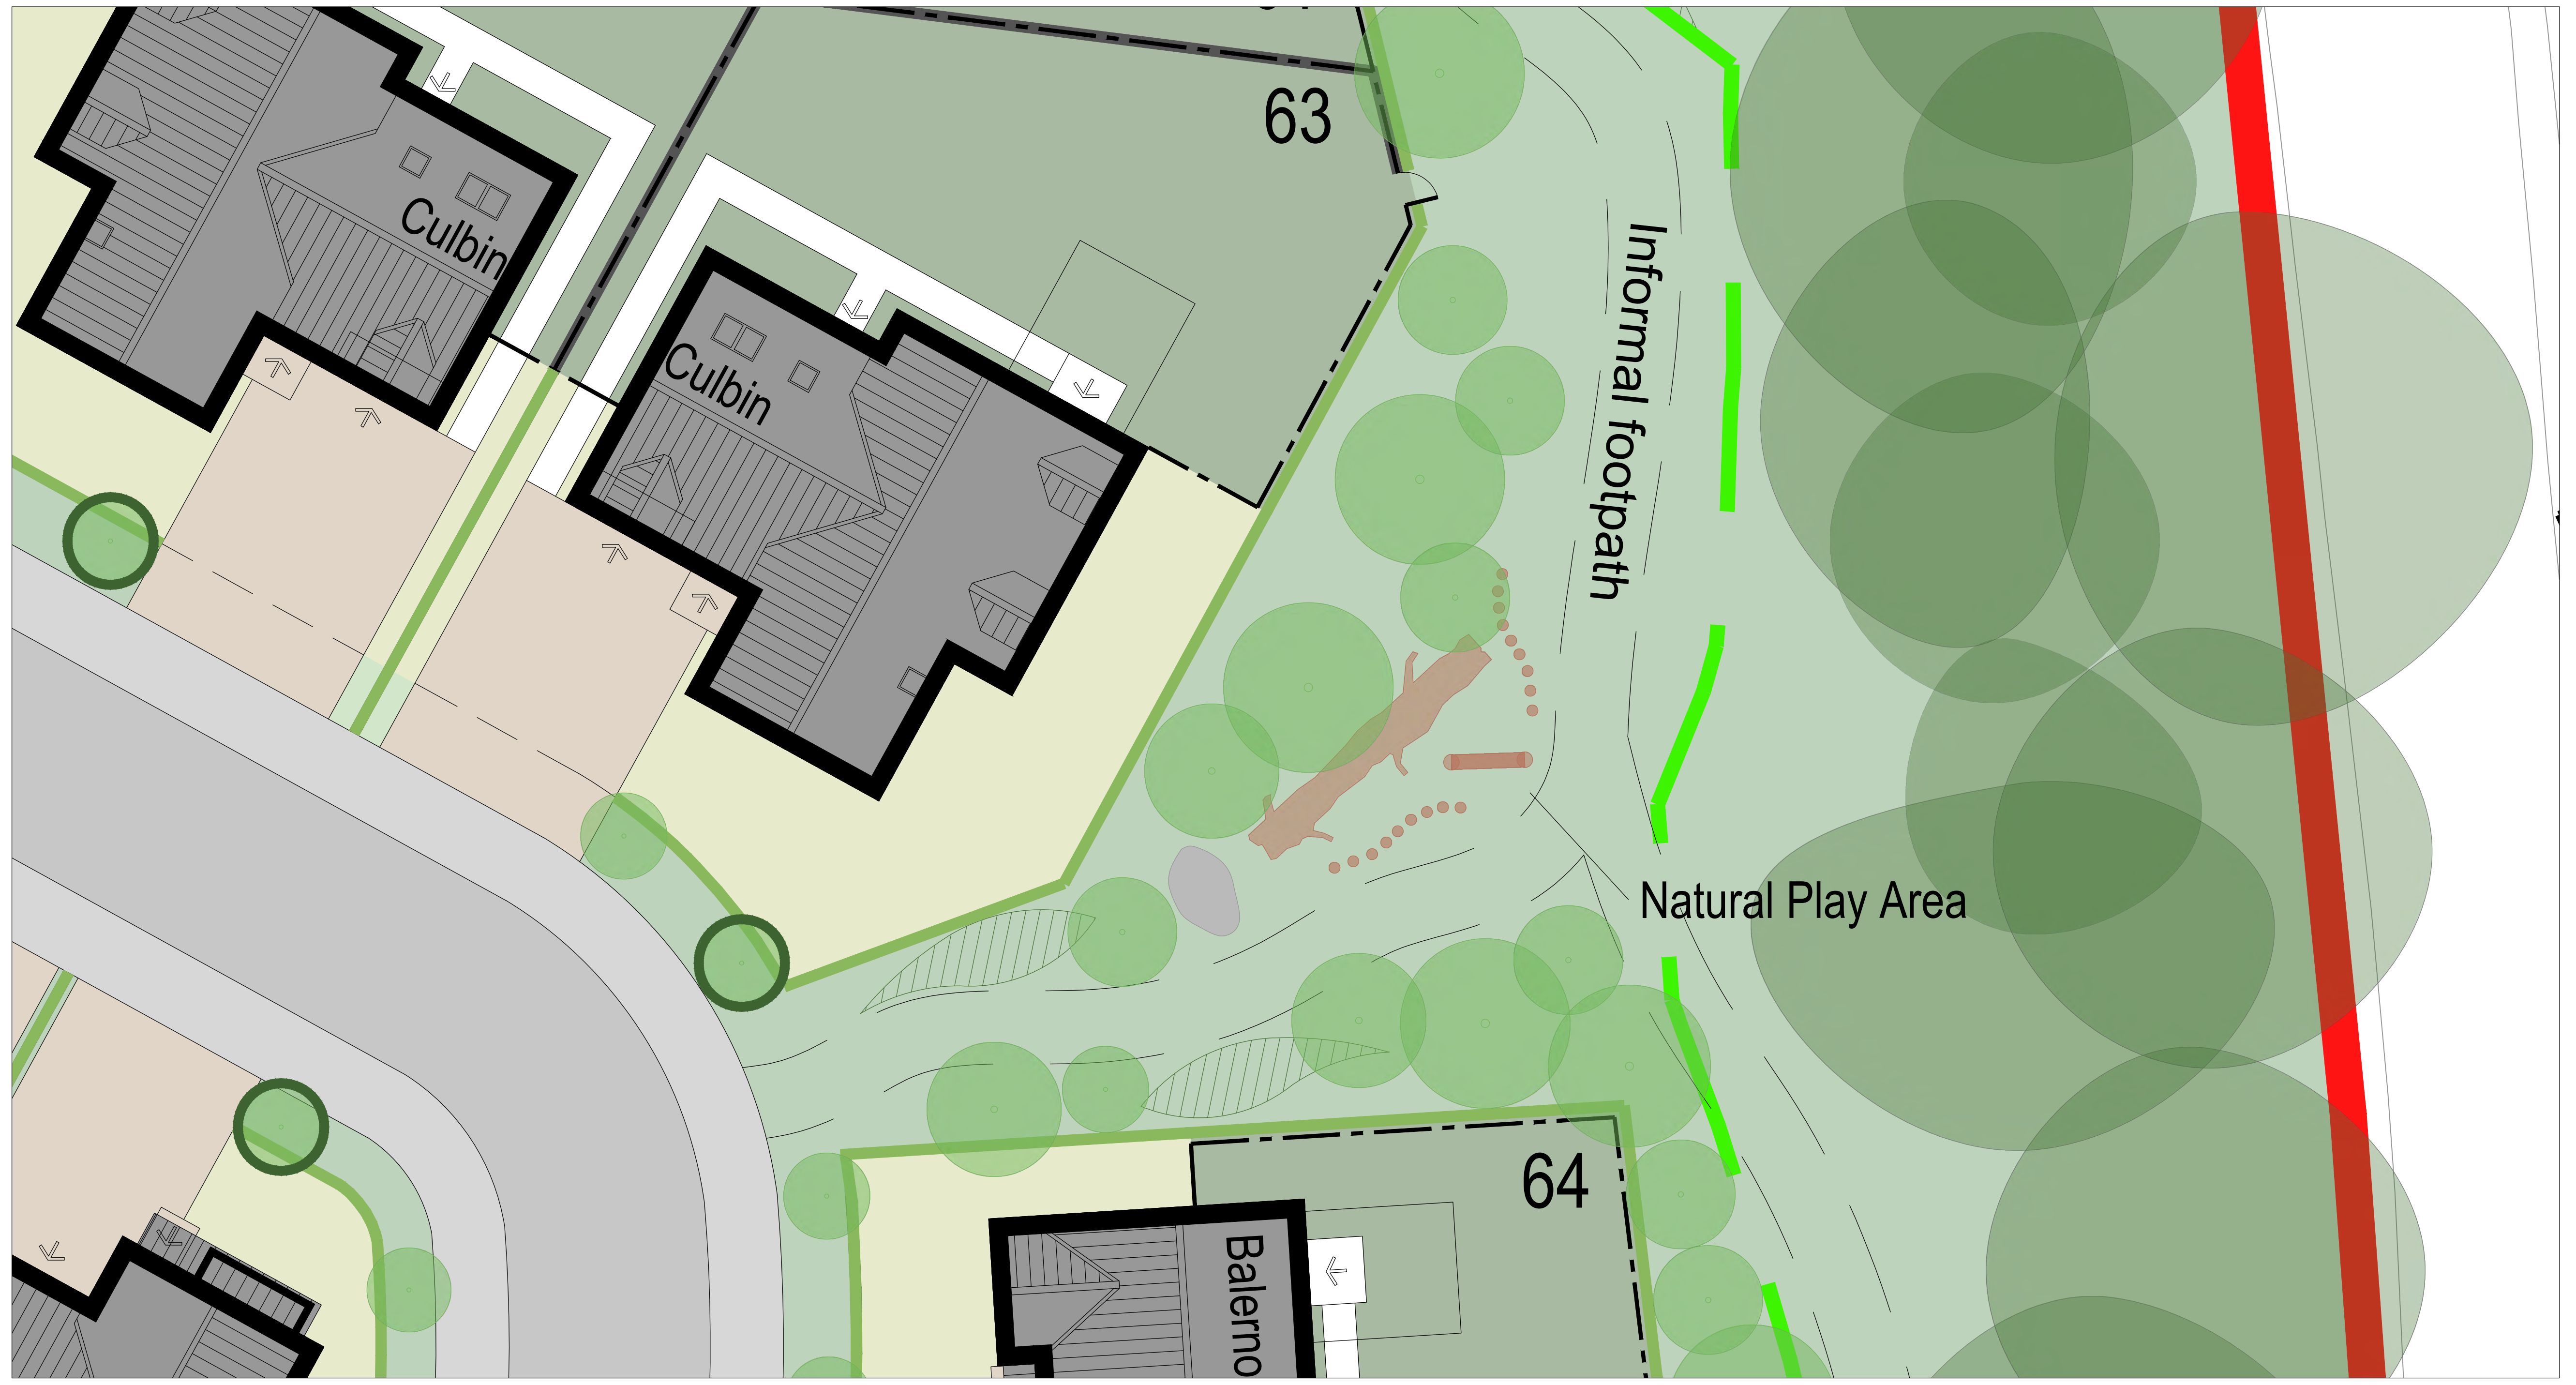 63
Culbin
Culbin
Informal footpath
Natural Play Area
64
Balerno